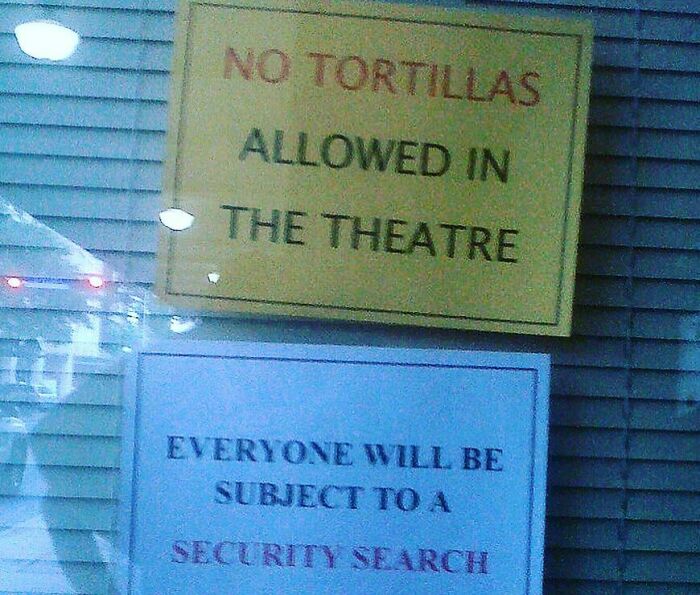 NO TORTILLAS
ALLOWED IN
THE THEATRE
EVERYONE WILL BE
SUBJECT TO A
SECURITY SEARCH